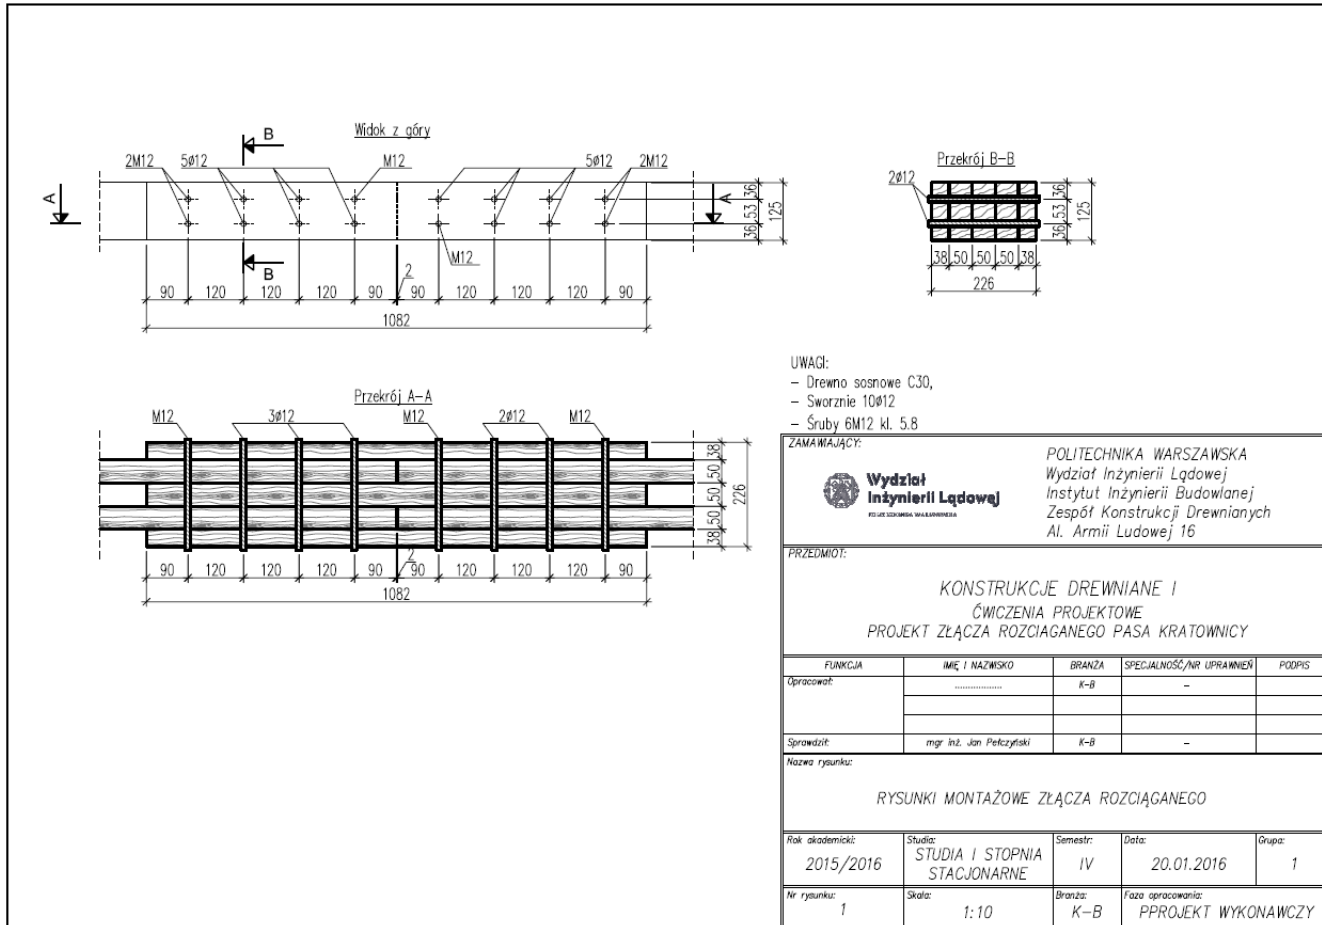 Widok z góry
B
2M12
5ø12
M12
5ø12
2M12
A
A
36
53
36
125
M12
B
2
90
120
120
120
90
90
120
120
120
90
1082
Przekrój B-B
2ø12
36
53
36
125
38
50
50
50
38
226
UWAGI:
- Drewno sosnowe C30,
- Sworznie 10ø12
- Śruby 6M12 kl. 5.8
Przekrój A-A
M12
3ø12
M12
2ø12
M12
38
50
50
50
38
226
2
90
120
120
120
90
90
120
120
120
90
1082
ZAMAWIAJĄCY:
Wydział
Inżynierii Lądowej
POLITECHNIKA WARSZAWSKA
POLITECHNIKA WARSZAWSKA
Wydział Inżynierii Lądowej
Instytut Inżynierii Budowlanej
Zespół Konstrukcji Drewnianych
Al. Armii Ludowej 16
PRZEDMIOT:
KONSTRUKCJE DREWNIANE I
ĆWICZENIA PROJEKTOWE
PROJEKT ZŁĄCZA ROZCIAGANEGO PASA KRATOWNICY
FUNKCJA IMIĘ I NAZWISKO BRANŻA SPECJALNOŚĆ/NR UPRAWNIEŃ PODPIS
Opracował: .................. K-B -
Sprawdził: mgr inż. Jan Pełczyński K-B -
Nazwa rysunku:
RYSUNKI MONTAŻOWE ZŁĄCZA ROZCIĄGANEGO
Rok akademicki: Studia: Semestr: Data: Grupa:
2015/2016 STUDIA I STOPNIA STACJONARNE IV 20.01.2016 1
Nr rysunku: Skala: Branża: Faza opracowania:
1 1:10 K-B PPROJEKT WYKONAWCZY